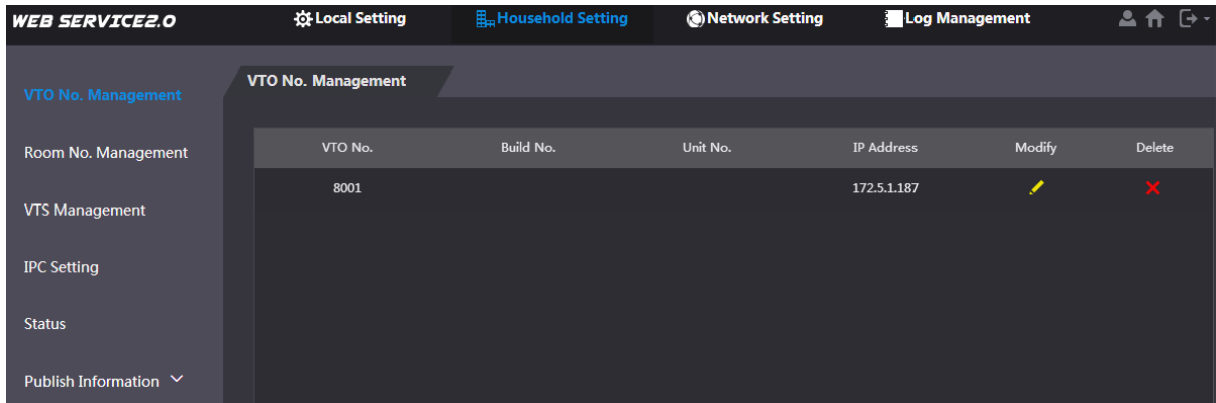 WEB SERVICE2.0 Local Setting Household Setting Network Setting Log Management
VTO No. Management
VTO No. Management
Room No. Management
VTS Management
IPC Setting
Status
Publish Information
VTO No. Build No. Unit No. IP Address Modify Delete
8001 172.5.1.187